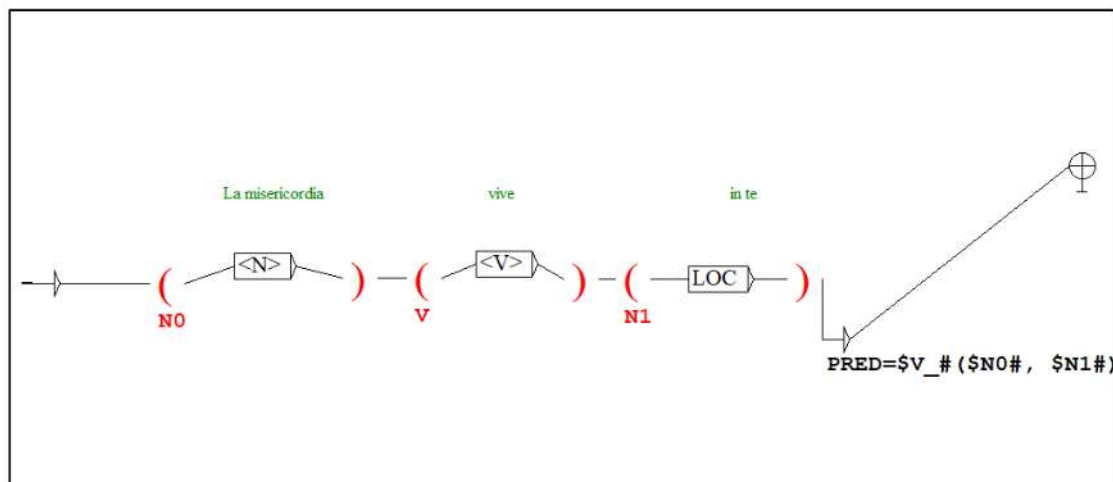 La misericordia vive in te
( <N> ) ( <V> ) ( LOC )
N0 V N1
PRED=$V_#($N0#, $N1#)